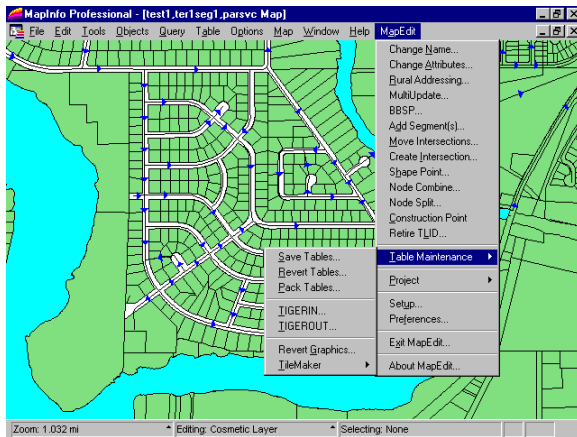 MapInfo Professional - [test1,ter1seg1,parsvc Map]
File Edit Tools Objects Query Table Options Map Window Help MapEdit
Change Name...
Change Attributes...
Rural Addressing...
MultiUpdate...
BBSP...
Add Segment(s)...
Move Intersections...
Create Intersection...
Shape Point...
Node Combine...
Node Split...
Construction Point
Retire TLID...
Table Maintenance
Project
Setup...
Preferences...
Exit MapEdit...
About MapEdit...
Save Tables...
Revert Tables...
Pack Tables...
TIGERIN...
TIGEROUT...
Revert Graphics...
TileMaker
Zoom: 1.032 mi Editing: Cosmetic Layer Selecting: None